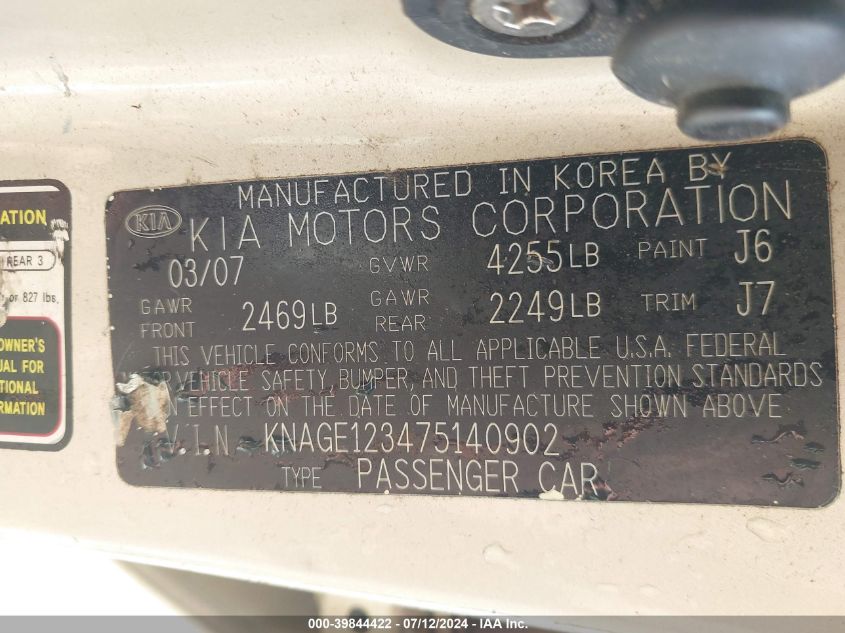 MANUFACTURED IN KOREA BY
KIA KIA MOTORS CORPORATION
03/07 GVWR 4255LB PAINT J6
GAWR FRONT 2469LB GAWR REAR 2249LB TRIM J7
THIS VEHICLE CONFORMS TO ALL APPLICABLE U.S.A. FEDERAL
VEHICLE SAFETY, BUMPER, AND THEFT PREVENTION STANDARDS
IN EFFECT ON THE DATE OF MANUFACTURE SHOWN ABOVE
V.I.N KNAGE123475140902
TYPE PASSENGER CAR
ATION
REAR 3
or 827 lbs.
OWNER'S
UAL FOR
TIONAL
RMATION
000-39844422 - 07/12/2024 - IAA Inc.